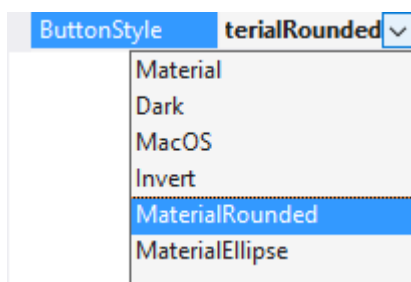 ButtonStyle terialRounded
Material
Dark
MacOS
Invert
MaterialRounded
MaterialEllipse